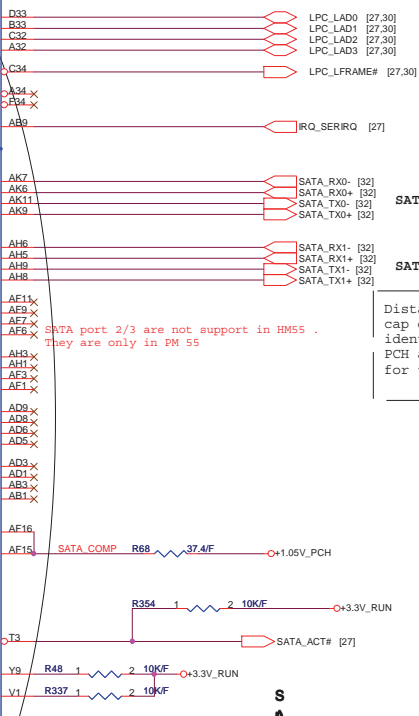 D33 LPC_LAD0 [27,30]
B33 LPC_LAD1 [27,30]
C32 LPC_LAD2 [27,30]
A32 LPC_LAD3 [27,30]
C34 LPC_LFRAME# [27,30]
A34
F34
AB9 IRQ_SERIRQ [27]
AK7 SATA_RX0- [32]
AK6 SATA_RX0+ [32]
AK11 SATA_TX0- [32]
AK9 SATA_TX0+ [32]
SAT
AH6 SATA_RX1- [32]
AH5 SATA_RX1+ [32]
AH9 SATA_TX1- [32]
AH8 SATA_TX1+ [32]
SAT
AF11
AF9
AF7
AF6
SATA port 2/3 are not support in HM55 .
They are only in PM 55
Dista
cap o
ident
PCH a
for
AH3
AH1
AF3
AF1
AD9
AD8
AD6
AD5
AD3
AD1
AB3
AB1
AF16
AF15 SATA_COMP R68 37.4/F +1.05V_PCH
R354 1 2 10K/F +3.3V_RUN
T3 SATA_ACT# [27]
Y9 R48 1 2 10K/F +3.3V_RUN
V1 R337 1 2 10K/F
S